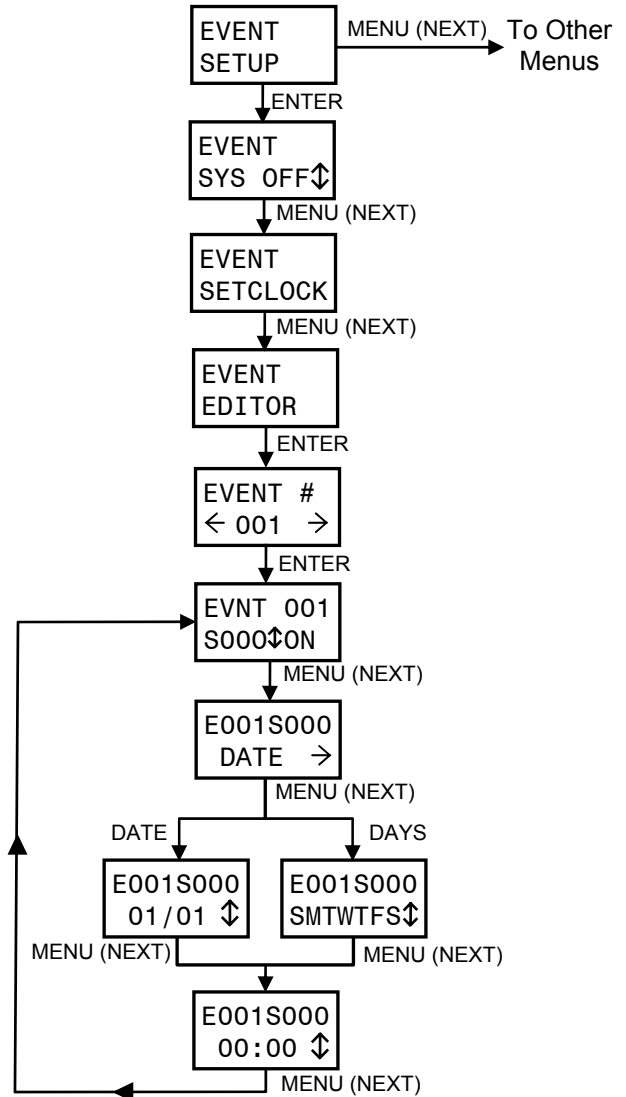 EVENT
SETUP
MENU (NEXT)
To Other
Menus
ENTER
EVENT
SYS OFF↕
MENU (NEXT)
EVENT
SETCLOCK
MENU (NEXT)
EVENT
EDITOR
ENTER
EVENT #
← 001 →
ENTER
EVNT 001
S000↕ON
MENU (NEXT)
E001S000
DATE →
MENU (NEXT)
DATE
DAYS
E001S000
01/01 ↕
E001S000
SMTWTFS↕
MENU (NEXT)
MENU (NEXT)
E001S000
00:00 ↕
MENU (NEXT)